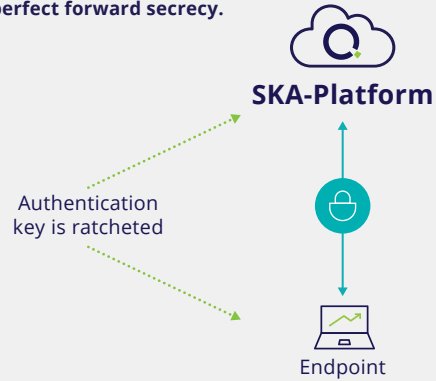 perfect forward secrecy.
Q
SKA-Platform
Authentication
key is ratcheted
Endpoint